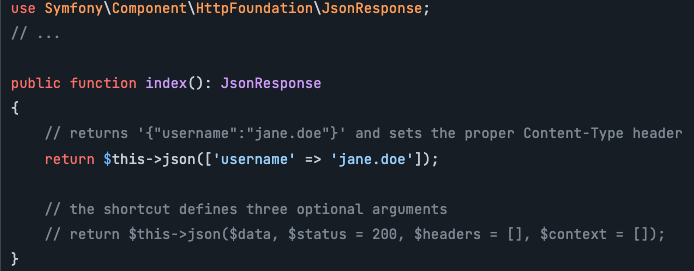 use Symfony\Component\HttpFoundation\JsonResponse;
// ...

public function index(): JsonResponse
{
    // returns '{"username":"jane.doe"}' and sets the proper Content-Type header
    return $this->json(['username' => 'jane.doe']);

    // the shortcut defines three optional arguments
    // return $this->json($data, $status = 200, $headers = [], $context = []);
}